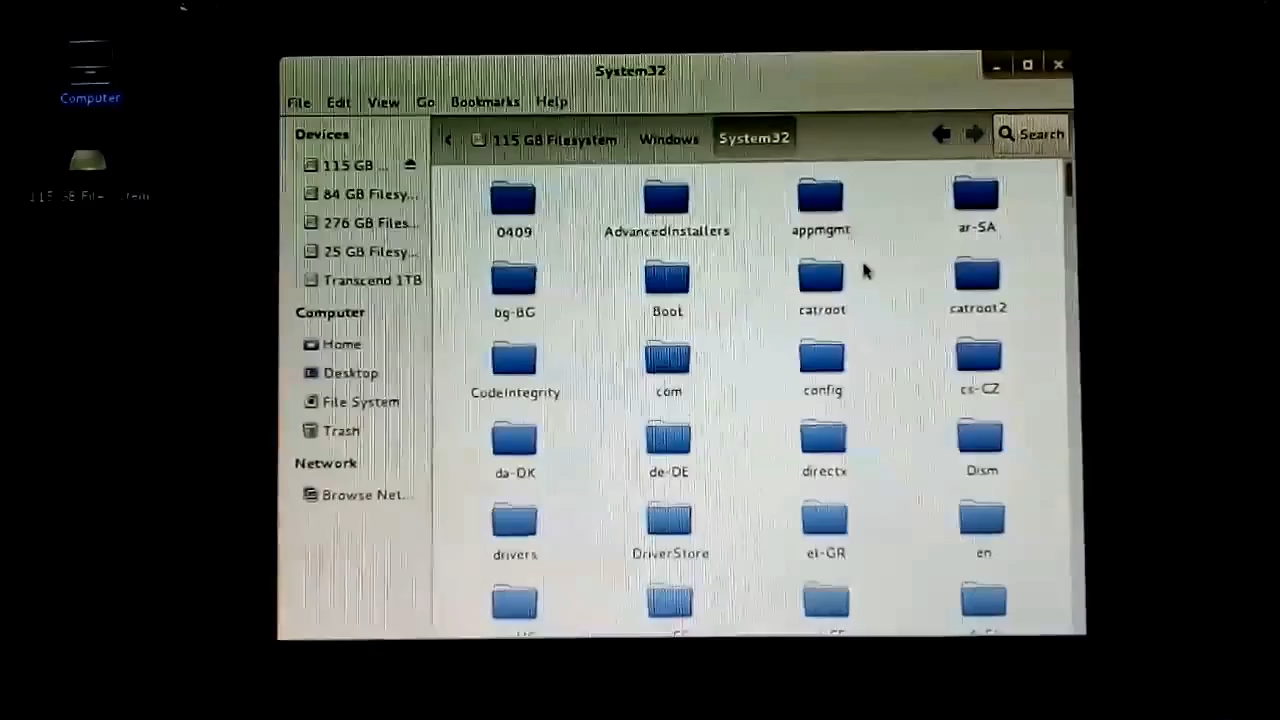 Computer
System32
File Edit View Go Bookmarks Help
Devices
115 GB Filesystem Windows System32 Search
115 GB ...
84 GB Filesy...
276 GB Files...
25 GB Filesy...
Transcend 1TB
Computer
Home
Desktop
File System
Trash
Network
Browse Net...
0409 AdvancedInstallers appmgmt ar-SA
bg-BG Boot catroot catroot2
CodeIntegrity com config cs-CZ
da-DK de-DE directx Dism
drivers DriverStore el-GR en